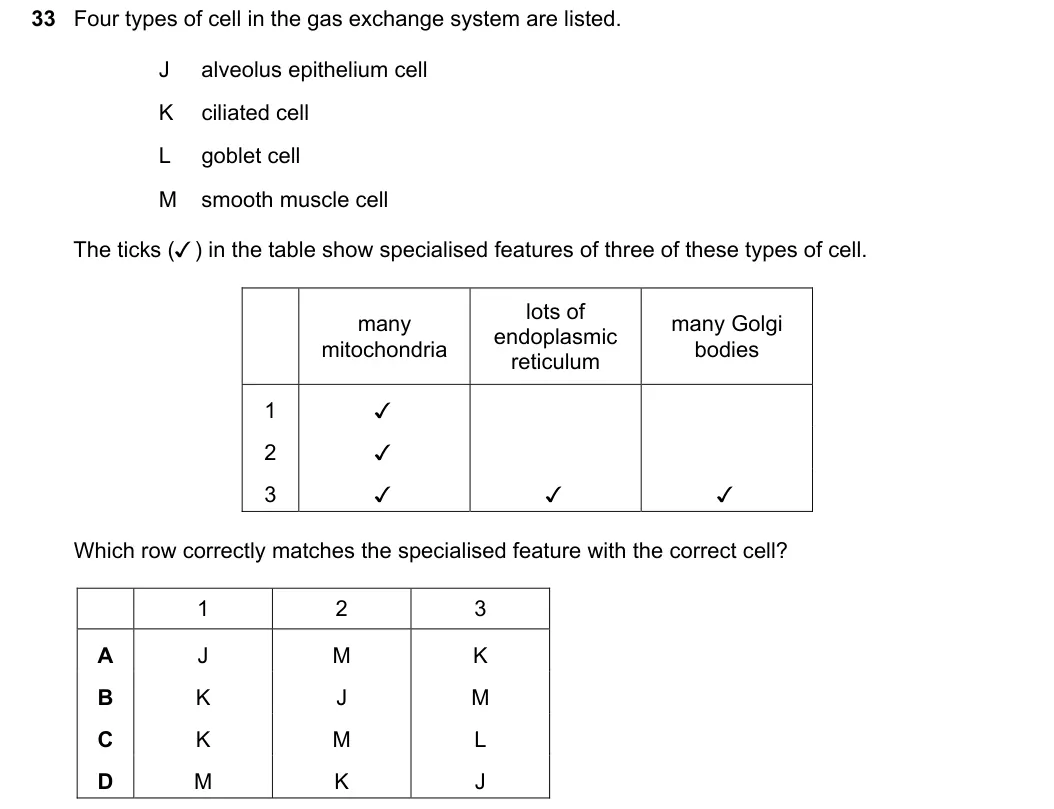 33 Four types of cell in the gas exchange system are listed.
J alveolus epithelium cell
K ciliated cell
L goblet cell
M smooth muscle cell
The ticks (✓) in the table show specialised features of three of these types of cell.
many mitochondria lots of endoplasmic reticulum many Golgi bodies
1 ✓
2 ✓
3 ✓ ✓ ✓
Which row correctly matches the specialised feature with the correct cell?
1 2 3
A J M K
B K J M
C K M L
D M K J